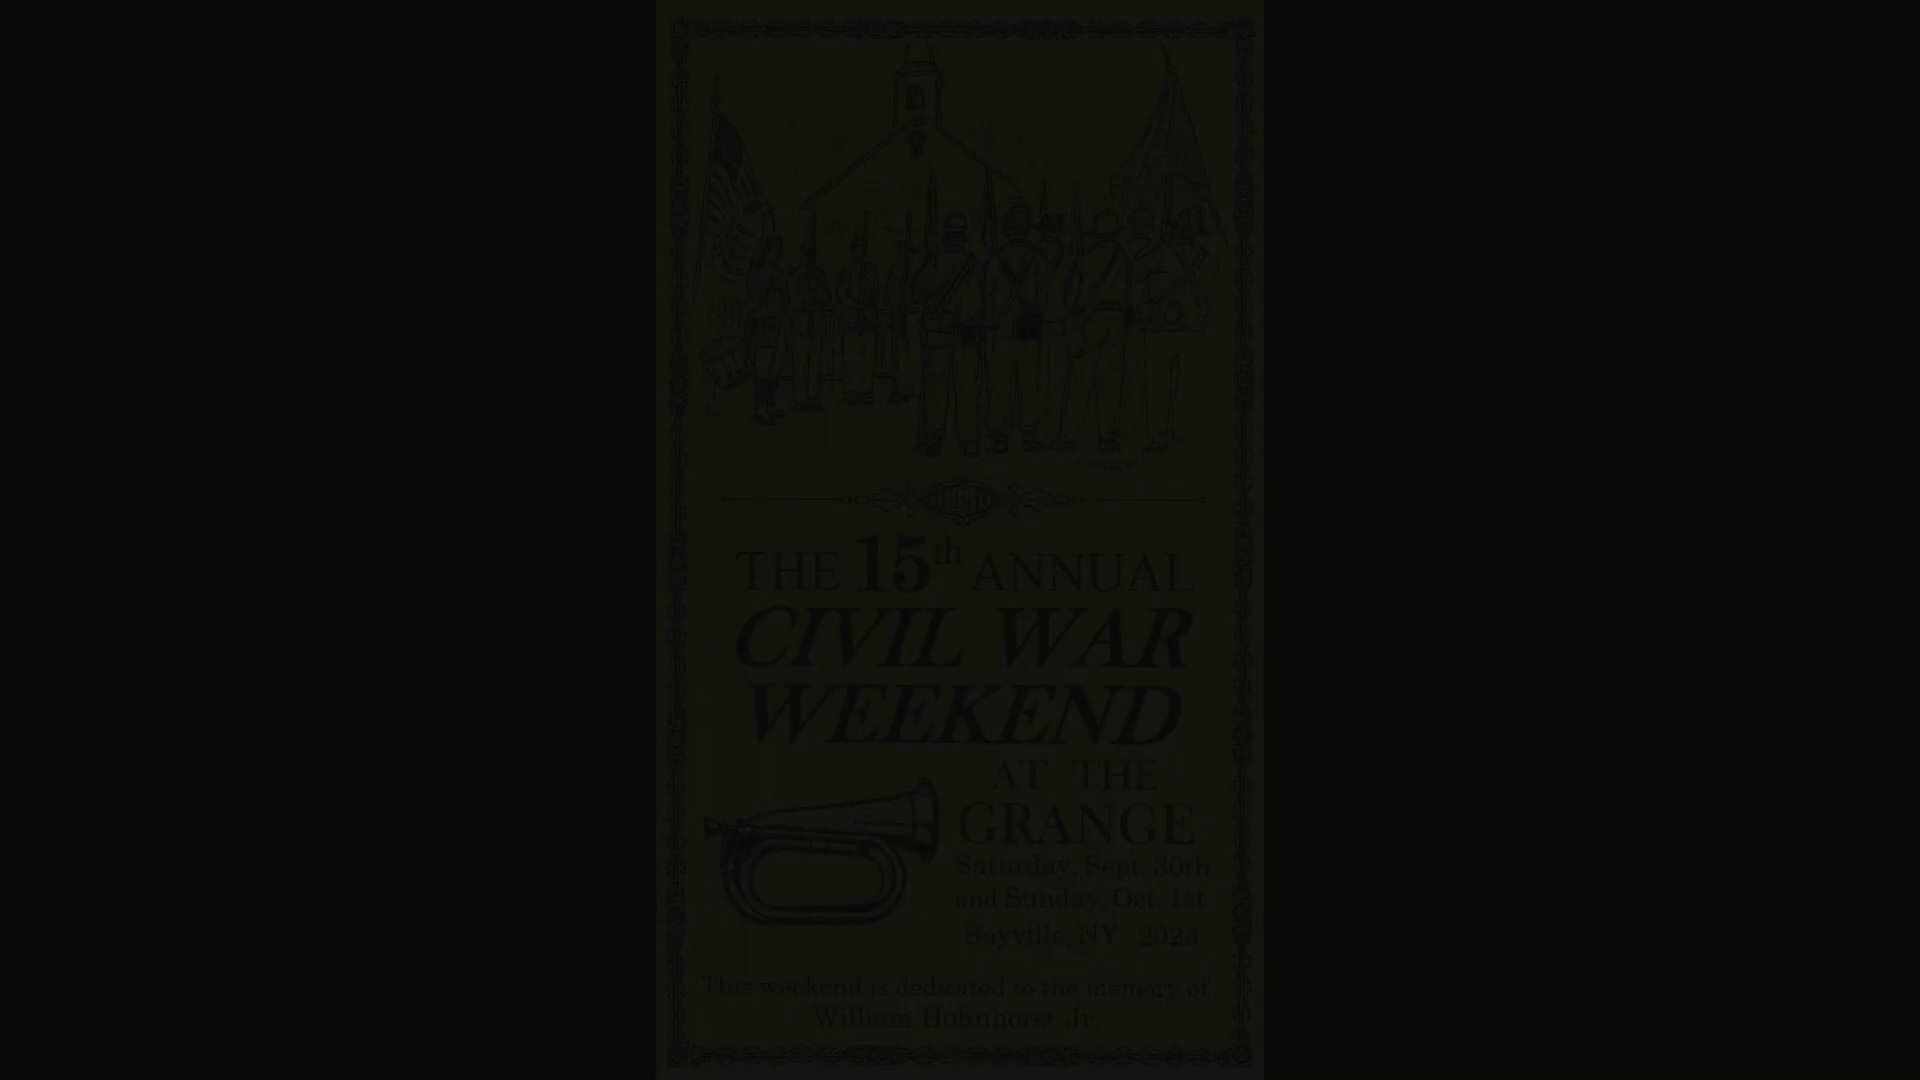 THE 15th ANNUAL
CIVIL WAR
WEEKEND
AT THE
GRANGE
Saturday, Sept. 30th
and Sunday, Oct. 1st
Sayville, NY 2023
This weekend is dedicated to the memory of
William Hohnhorst Jr.